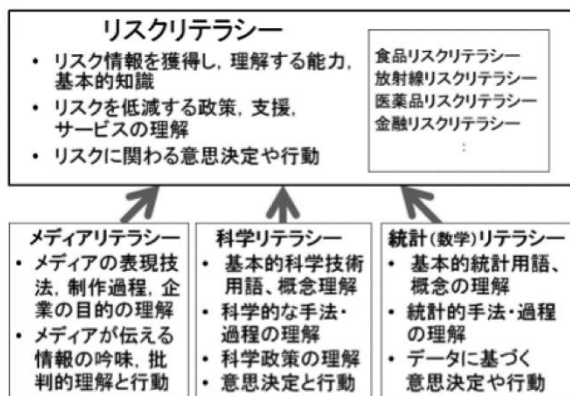 リスクリテラシー
• リスク情報を獲得し，理解する能力，
基本的知識
• リスクを低減する政策，支援，
サービスの理解
• リスクに関わる意思決定や行動
食品リスクリテラシー
放射線リスクリテラシー
医薬品リスクリテラシー
金融リスクリテラシー
:
メディアリテラシー
• メディアの表現技
法，制作過程，企
業の目的の理解
• メディアが伝える
情報の吟味，批
判的理解と行動
科学リテラシー
• 基本的科学技術
用語、概念理解
• 科学的な手法・
過程の理解
• 科学政策の理解
• 意思決定と行動
統計(数学)リテラシー
• 基本的統計用語、
概念の理解
• 統計的手法・過程
の理解
• データに基づく
意思決定や行動